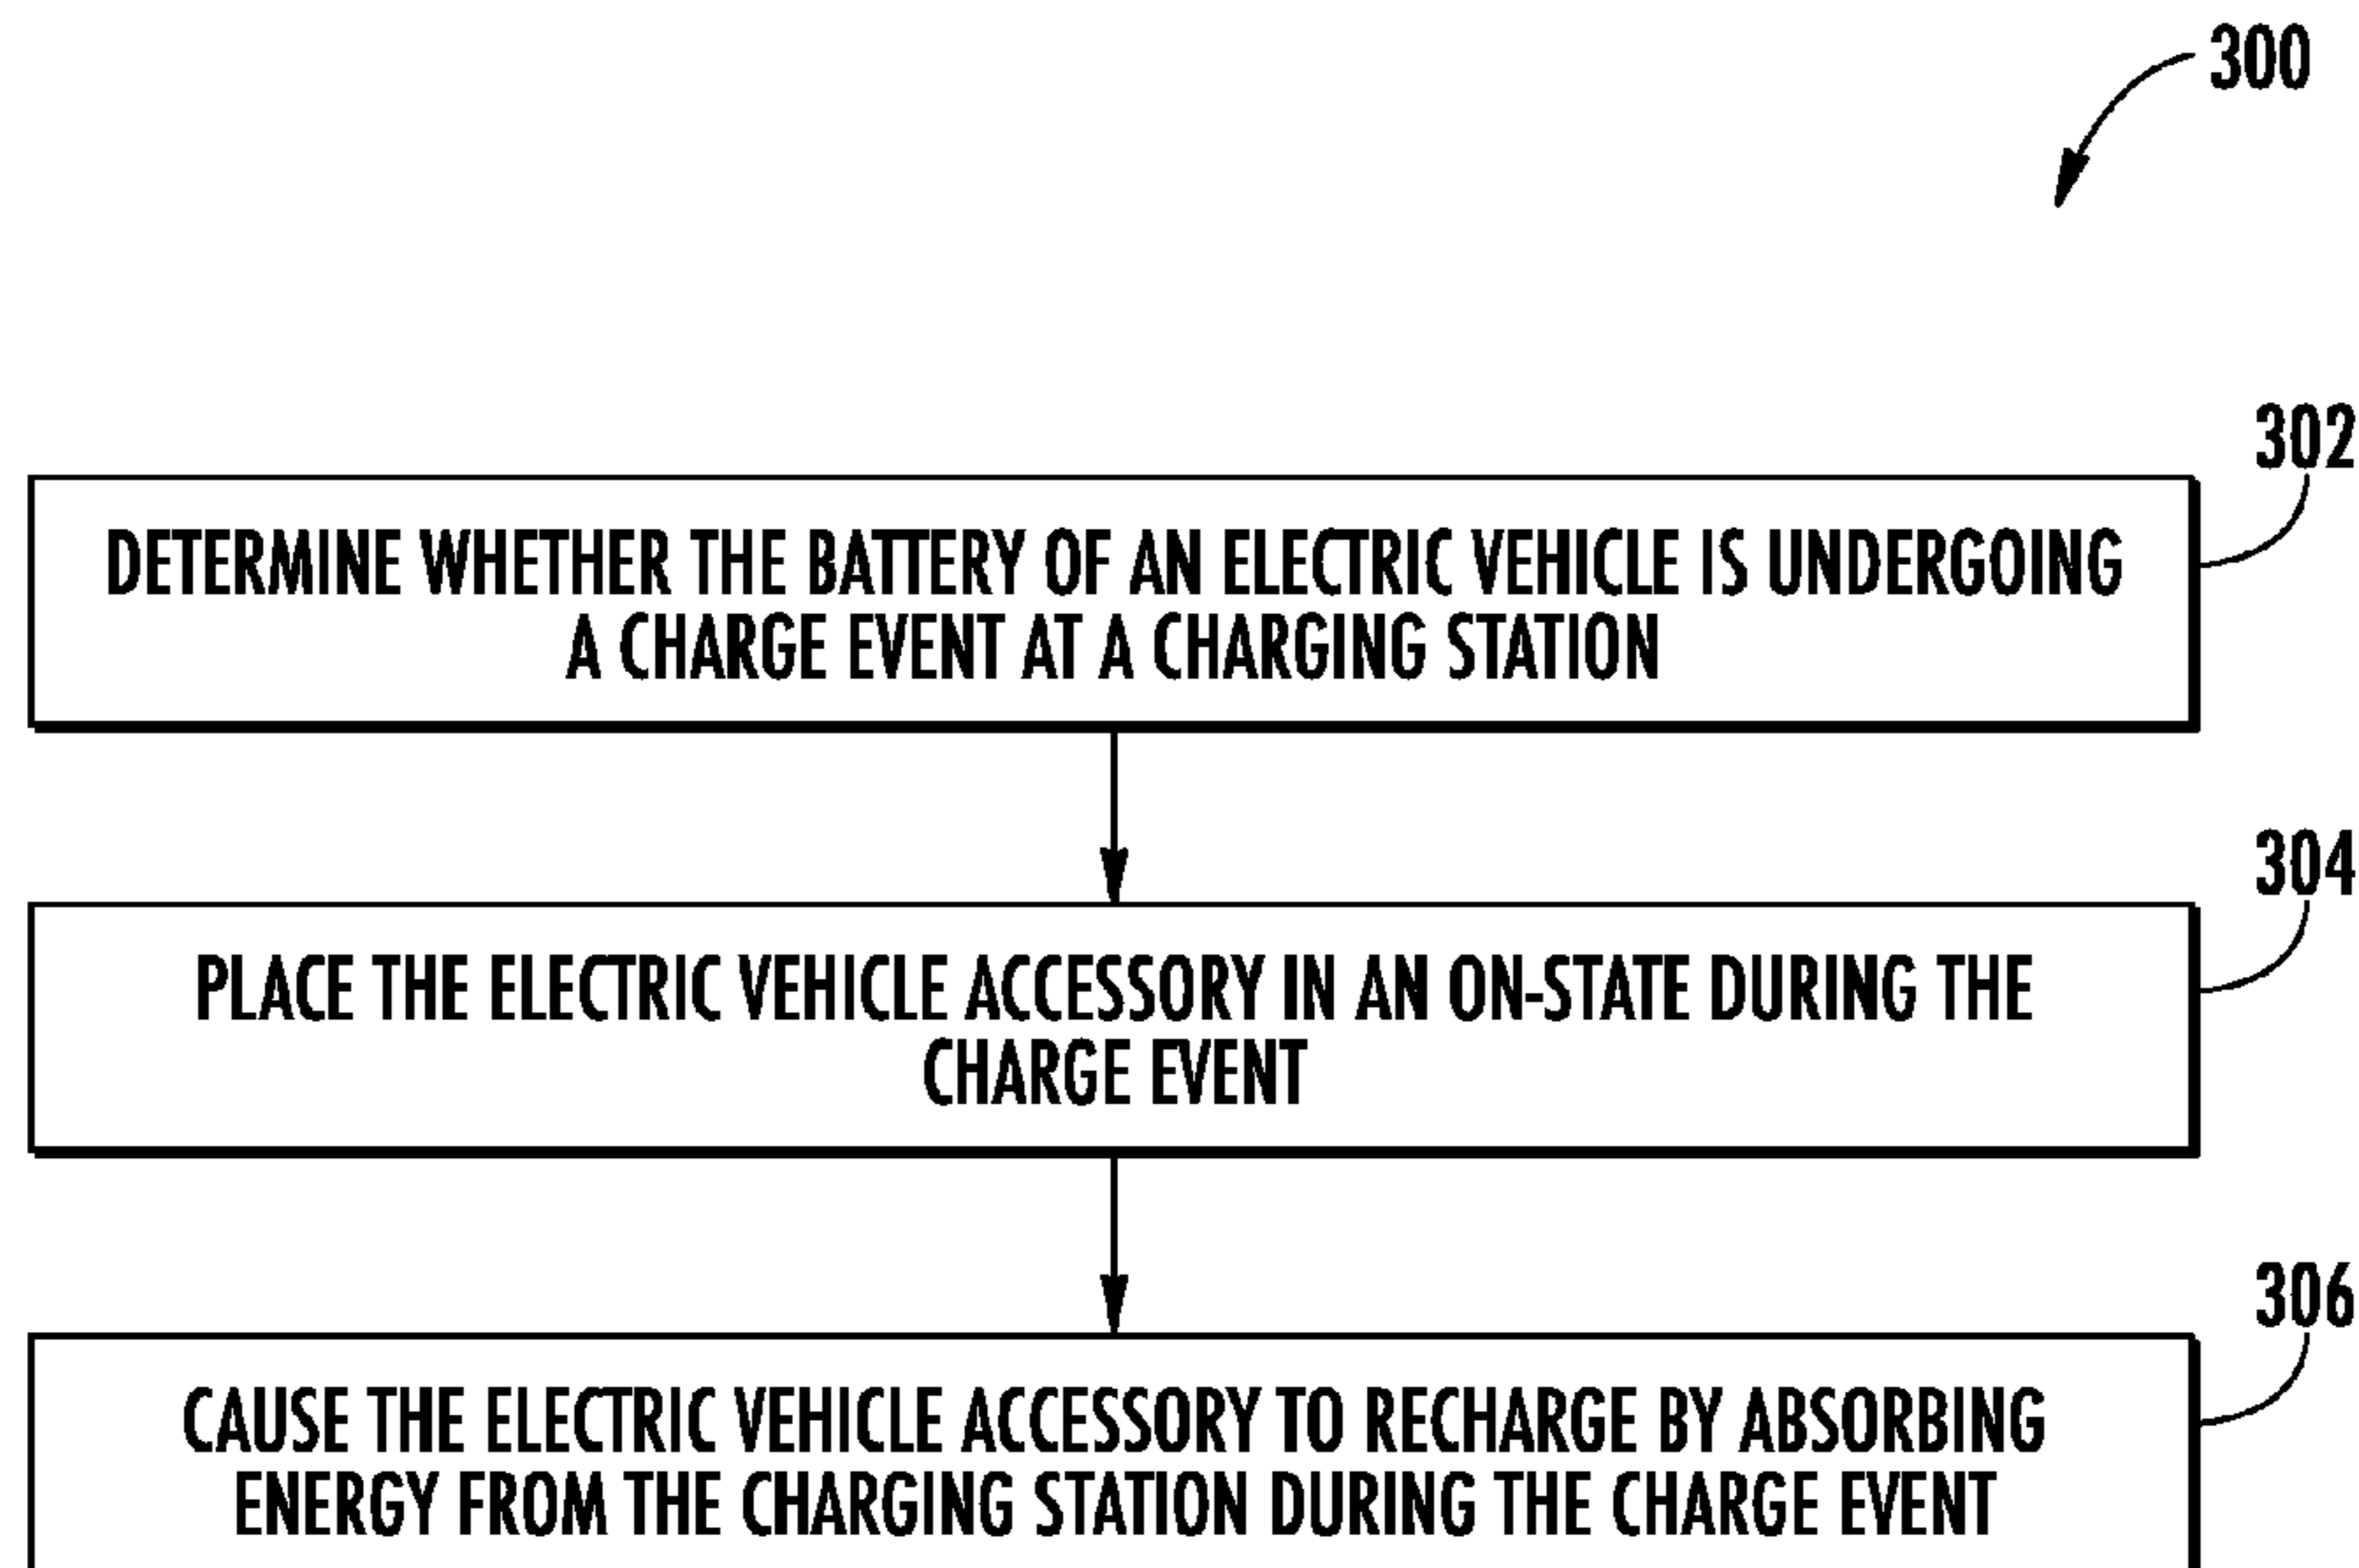 300
302
DETERMINE WHETHER THE BATTERY OF AN ELECTRIC VEHICLE IS UNDERGOING
A CHARGE EVENT AT A CHARGING STATION
304
PLACE THE ELECTRIC VEHICLE ACCESSORY IN AN ON-STATE DURING THE
CHARGE EVENT
306
CAUSE THE ELECTRIC VEHICLE ACCESSORY TO RECHARGE BY ABSORBING
ENERGY FROM THE CHARGING STATION DURING THE CHARGE EVENT